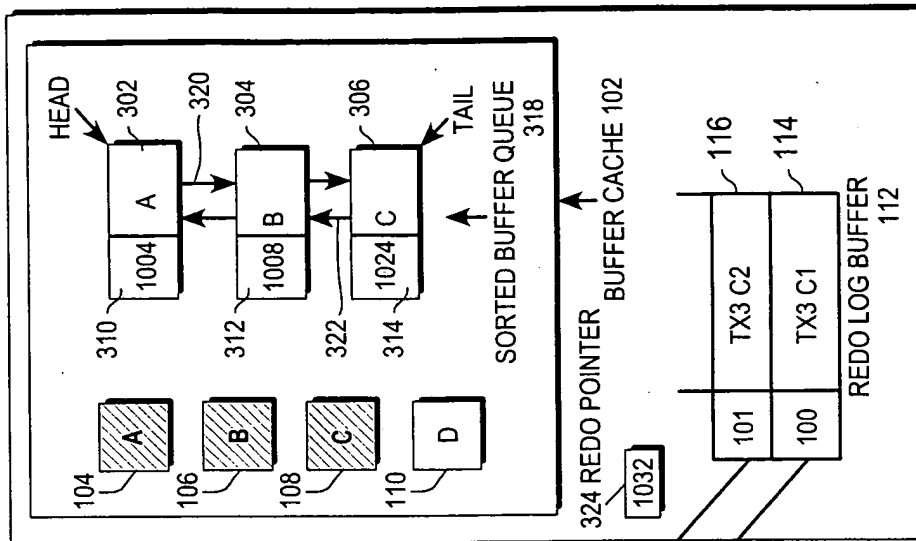 HEAD
302
320
304
306
TAIL
A
B
C
1004
1008
1024
310
312
322
314
SORTED BUFFER QUEUE
318
A
B
C
D
104
106
108
110
BUFFER CACHE 102
324 REDO POINTER
1032
116
114
TX3 C2
TX3 C1
101
100
REDO LOG BUFFER
112